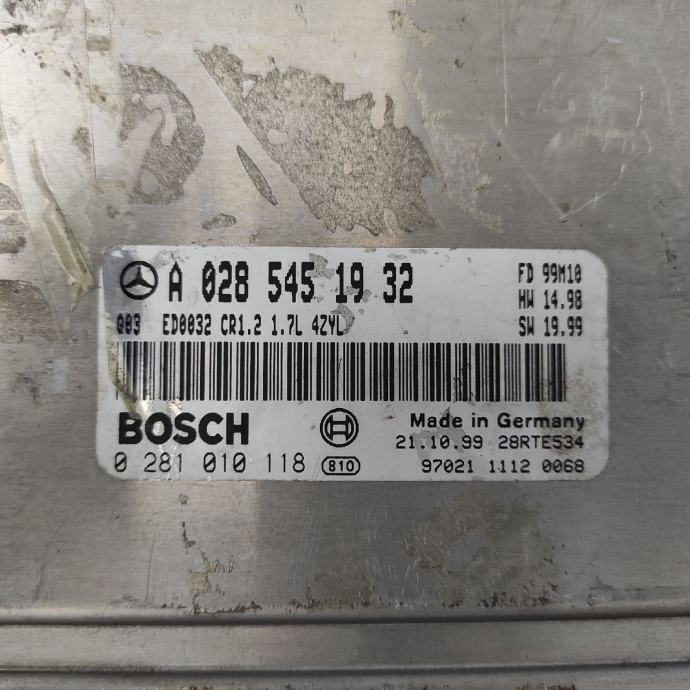 A 028 545 19 32
FD 99M10
HW 14.98
003 ED0032 CR1.2 1.7L 4ZYL
SW 19.99
BOSCH
Made in Germany
21.10.99 28RTE534
0 281 010 118 810
97021 1112 0068